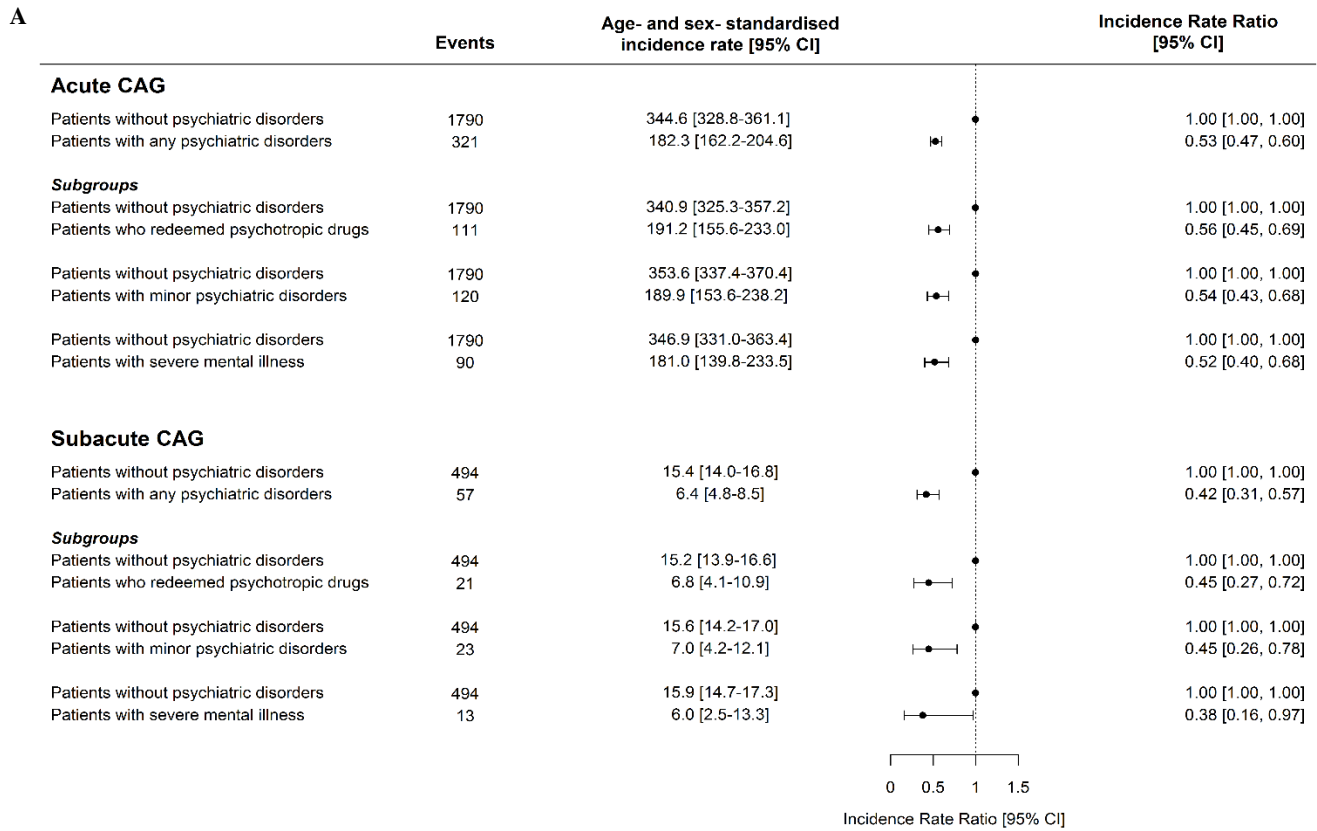 A
Events Age- and sex- standardised incidence rate [95% CI] Incidence Rate Ratio [95% CI]
Acute CAG
Patients without psychiatric disorders 1790 344.6 [328.8-361.1] 1.00 [1.00, 1.00]
Patients with any psychiatric disorders 321 182.3 [162.2-204.6] 0.53 [0.47, 0.60]
Subgroups
Patients without psychiatric disorders 1790 340.9 [325.3-357.2] 1.00 [1.00, 1.00]
Patients who redeemed psychotropic drugs 111 191.2 [155.6-233.0] 0.56 [0.45, 0.69]
Patients without psychiatric disorders 1790 353.6 [337.4-370.4] 1.00 [1.00, 1.00]
Patients with minor psychiatric disorders 120 189.9 [153.6-238.2] 0.54 [0.43, 0.68]
Patients without psychiatric disorders 1790 346.9 [331.0-363.4] 1.00 [1.00, 1.00]
Patients with severe mental illness 90 181.0 [139.8-233.5] 0.52 [0.40, 0.68]
Subacute CAG
Patients without psychiatric disorders 494 15.4 [14.0-16.8] 1.00 [1.00, 1.00]
Patients with any psychiatric disorders 57 6.4 [4.8-8.5] 0.42 [0.31, 0.57]
Subgroups
Patients without psychiatric disorders 494 15.2 [13.9-16.6] 1.00 [1.00, 1.00]
Patients who redeemed psychotropic drugs 21 6.8 [4.1-10.9] 0.45 [0.27, 0.72]
Patients without psychiatric disorders 494 15.6 [14.2-17.0] 1.00 [1.00, 1.00]
Patients with minor psychiatric disorders 23 7.0 [4.2-12.1] 0.45 [0.26, 0.78]
Patients without psychiatric disorders 494 15.9 [14.7-17.3] 1.00 [1.00, 1.00]
Patients with severe mental illness 13 6.0 [2.5-13.3] 0.38 [0.16, 0.97]
0 0.5 1 1.5
Incidence Rate Ratio [95% CI]